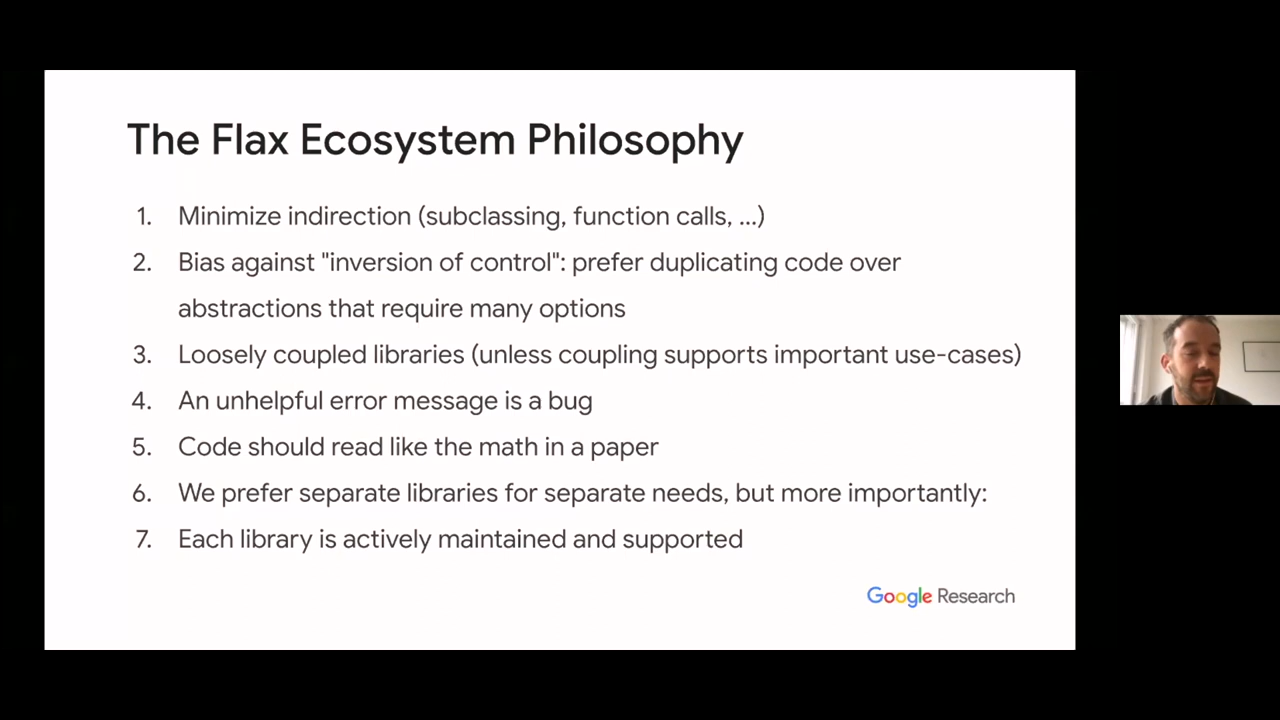 The Flax Ecosystem Philosophy
1. Minimize indirection (subclassing, function calls, ...)
2. Bias against "inversion of control": prefer duplicating code over
abstractions that require many options
3. Loosely coupled libraries (unless coupling supports important use-cases)
4. An unhelpful error message is a bug
5. Code should read like the math in a paper
6. We prefer separate libraries for separate needs, but more importantly:
7. Each library is actively maintained and supported
Google Research